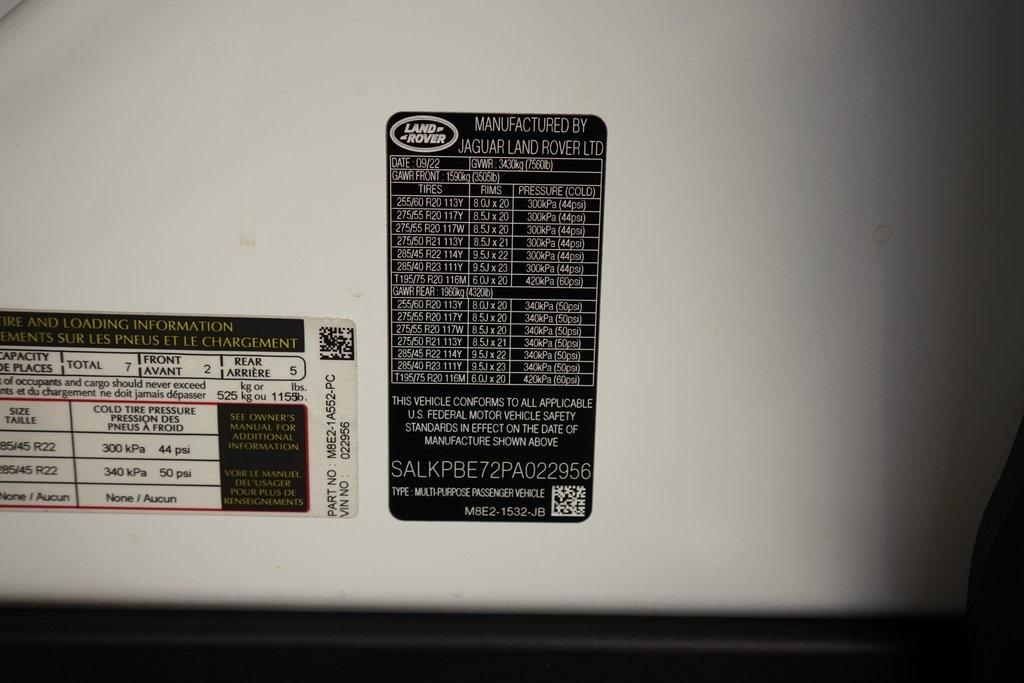 LAND-
-ROVER
MANUFACTURED BY
JAGUAR LAND ROVER LTD
DATE : 09/22 GVWR : 3430kg (7560lb)
GAWR FRONT : 1590kg (3505lb)
TIRES RIMS PRESSURE (COLD)
255/60 R20 113Y 8.0J x 20 300kPa (44psi)
275/55 R20 117Y 8.5J x 20 300kPa (44psi)
275/55 R20 117W 8.5J x 20 300kPa (44psi)
275/50 R21 113Y 8.5J x 21 300kPa (44psi)
285/45 R22 114Y 9.5J x 22 300kPa (44psi)
285/40 R23 111Y 9.5J x 23 300kPa (44psi)
T195/75 R20 116M 6.0J x 20 420kPa (60psi)
GAWR REAR : 1960kg (4320lb)
255/60 R20 113Y 8.0J x 20 340kPa (50psi)
275/55 R20 117Y 8.5J x 20 340kPa (50psi)
275/55 R20 117W 8.5J x 20 340kPa (50psi)
275/50 R21 113Y 8.5J x 21 340kPa (50psi)
285/45 R22 114Y 9.5J x 22 340kPa (50psi)
285/40 R23 111Y 9.5J x 23 340kPa (50psi)
T195/75 R20 116M 6.0J x 20 420kPa (60psi)
THIS VEHICLE CONFORMS TO ALL APPLICABLE
U.S. FEDERAL MOTOR VEHICLE SAFETY
STANDARDS IN EFFECT ON THE DATE OF
MANUFACTURE SHOWN ABOVE
SALKPBE72PA022956
TYPE : MULTI-PURPOSE PASSENGER VEHICLE
M8E2-1532-JB
TIRE AND LOADING INFORMATION
EMENTS SUR LES PNEUS ET LE CHARGEMENT
CAPACITY
DE PLACES
TOTAL 7
FRONT
AVANT 2
REAR
ARRIÈRE 5
t of occupants and cargo should never exceed
nts et du chargement ne doit jamais dépasser
kg or lbs.
525 kg ou 1155 lb.
SIZE
TAILLE
COLD TIRE PRESSURE
PRESSION DES
PNEUS À FROID
285/45 R22 300 kPa 44 psi
285/45 R22 340 kPa 50 psi
None / Aucun None / Aucun
SEE OWNER'S
MANUAL FOR
ADDITIONAL
INFORMATION
VOIR LE MANUEL
DEL'USAGER
POUR PLUS DE
RENSEIGNEMENTS
PART NO : M8E2-1A552-PC
VIN NO : 022956